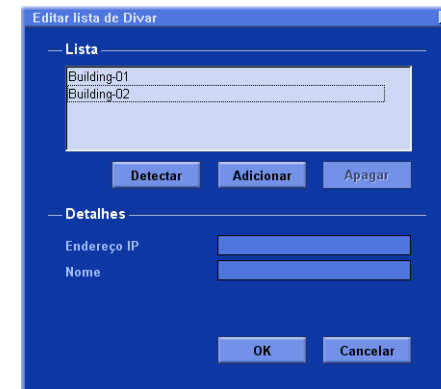 Editar lista de Divar
Lista
Building-01
Building-02
Detectar Adicionar Apagar
Detalhes
Endereço IP
Nome
OK Cancelar